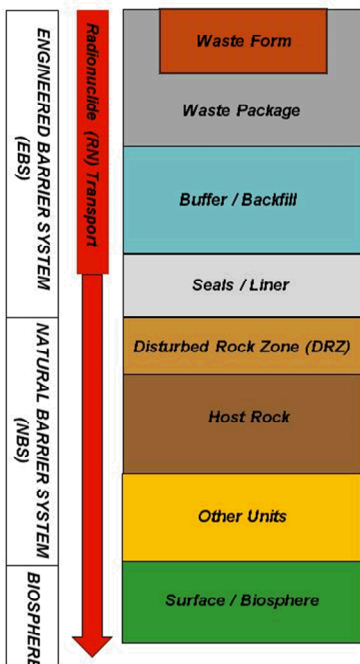 ENGINEERED BARRIER SYSTEM
(EBS)
NATURAL BARRIER SYSTEM
(NBS)
BIOSPHERE
Radionuclide (RN) Transport
Waste Form
Waste Package
Buffer / Backfill
Seals / Liner
Disturbed Rock Zone (DRZ)
Host Rock
Other Units
Surface / Biosphere